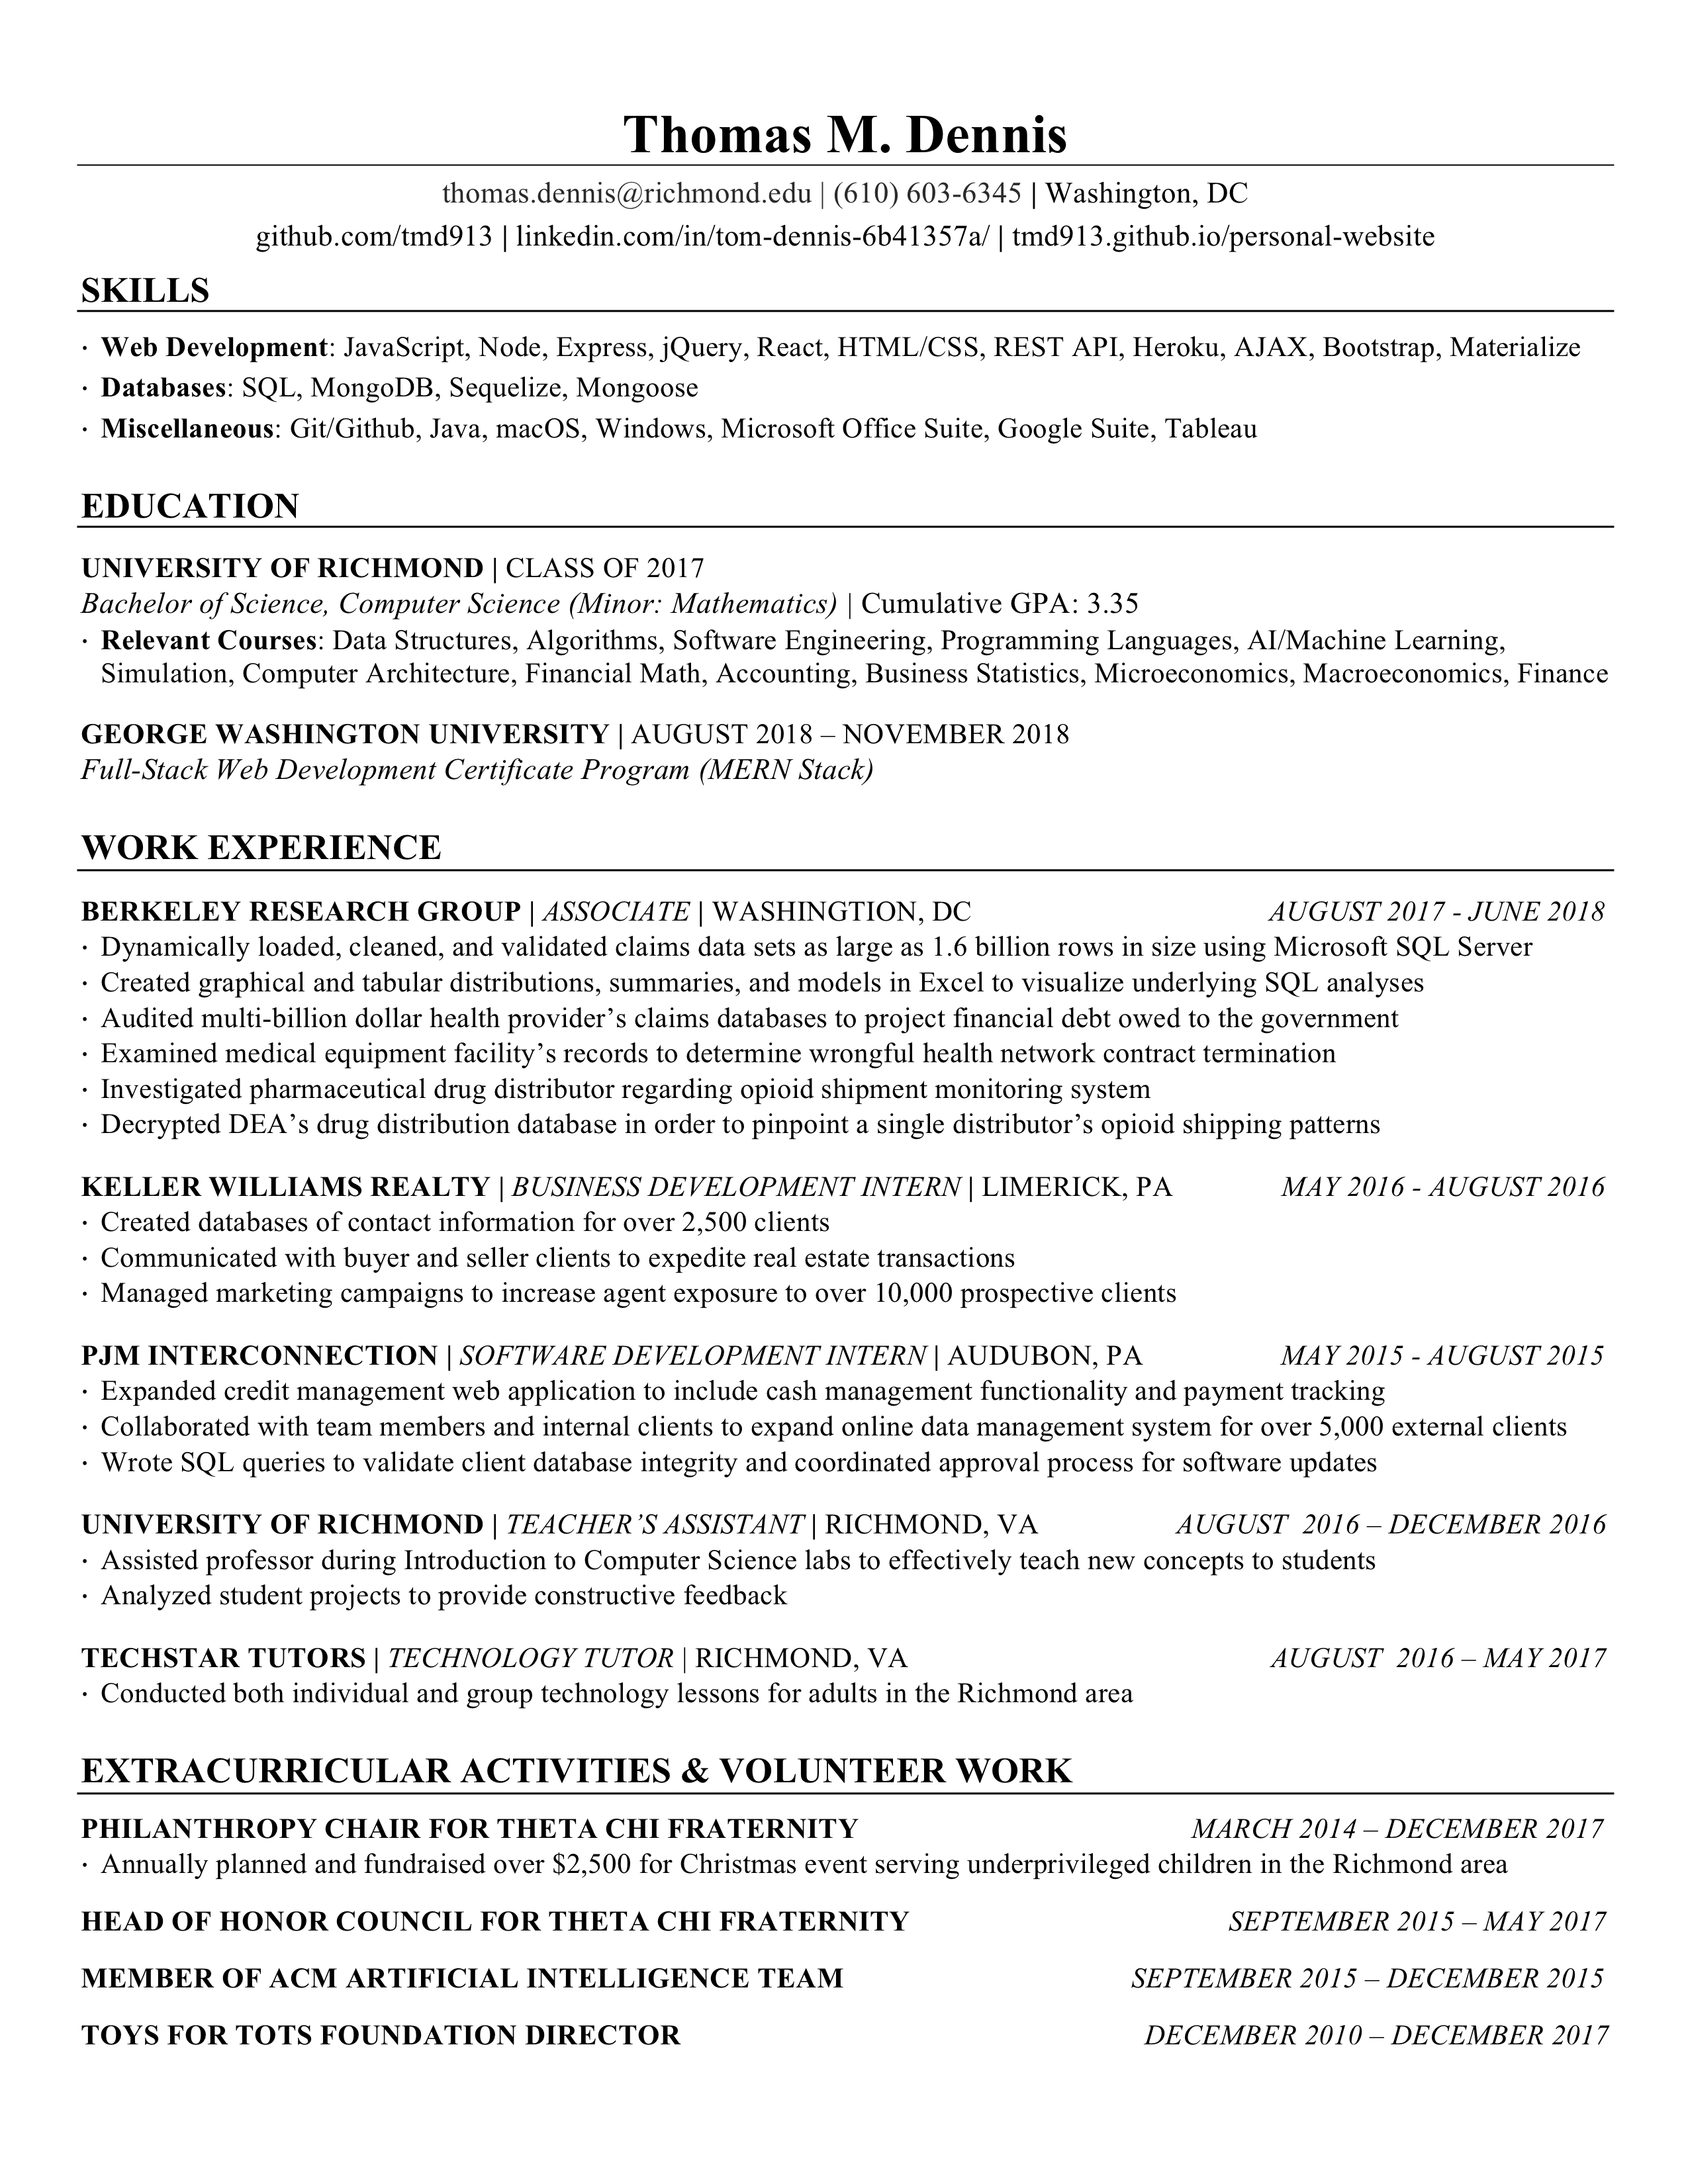 Thomas M. Dennis
thomas.dennis@richmond.edu | (610) 603-6345 | Washington, DC
github.com/tmd913 | linkedin.com/in/tom-dennis-6b41357a/ | tmd913.github.io/personal-website
SKILLS
· Web Development: JavaScript, Node, Express, jQuery, React, HTML/CSS, REST API, Heroku, AJAX, Bootstrap, Materialize
· Databases: SQL, MongoDB, Sequelize, Mongoose
· Miscellaneous: Git/Github, Java, macOS, Windows, Microsoft Office Suite, Google Suite, Tableau
EDUCATION
UNIVERSITY OF RICHMOND | CLASS OF 2017
Bachelor of Science, Computer Science (Minor: Mathematics) | Cumulative GPA: 3.35
· Relevant Courses: Data Structures, Algorithms, Software Engineering, Programming Languages, AI/Machine Learning,
Simulation, Computer Architecture, Financial Math, Accounting, Business Statistics, Microeconomics, Macroeconomics, Finance
GEORGE WASHINGTON UNIVERSITY | AUGUST 2018 – NOVEMBER 2018
Full-Stack Web Development Certificate Program (MERN Stack)
WORK EXPERIENCE
BERKELEY RESEARCH GROUP | ASSOCIATE | WASHINGTION, DC AUGUST 2017 - JUNE 2018
· Dynamically loaded, cleaned, and validated claims data sets as large as 1.6 billion rows in size using Microsoft SQL Server
· Created graphical and tabular distributions, summaries, and models in Excel to visualize underlying SQL analyses
· Audited multi-billion dollar health provider’s claims databases to project financial debt owed to the government
· Examined medical equipment facility’s records to determine wrongful health network contract termination
· Investigated pharmaceutical drug distributor regarding opioid shipment monitoring system
· Decrypted DEA’s drug distribution database in order to pinpoint a single distributor’s opioid shipping patterns
KELLER WILLIAMS REALTY | BUSINESS DEVELOPMENT INTERN | LIMERICK, PA MAY 2016 - AUGUST 2016
· Created databases of contact information for over 2,500 clients
· Communicated with buyer and seller clients to expedite real estate transactions
· Managed marketing campaigns to increase agent exposure to over 10,000 prospective clients
PJM INTERCONNECTION | SOFTWARE DEVELOPMENT INTERN | AUDUBON, PA MAY 2015 - AUGUST 2015
· Expanded credit management web application to include cash management functionality and payment tracking
· Collaborated with team members and internal clients to expand online data management system for over 5,000 external clients
· Wrote SQL queries to validate client database integrity and coordinated approval process for software updates
UNIVERSITY OF RICHMOND | TEACHER’S ASSISTANT | RICHMOND, VA AUGUST 2016 – DECEMBER 2016
· Assisted professor during Introduction to Computer Science labs to effectively teach new concepts to students
· Analyzed student projects to provide constructive feedback
TECHSTAR TUTORS | TECHNOLOGY TUTOR | RICHMOND, VA AUGUST 2016 – MAY 2017
· Conducted both individual and group technology lessons for adults in the Richmond area
EXTRACURRICULAR ACTIVITIES & VOLUNTEER WORK
PHILANTHROPY CHAIR FOR THETA CHI FRATERNITY MARCH 2014 – DECEMBER 2017
· Annually planned and fundraised over $2,500 for Christmas event serving underprivileged children in the Richmond area
HEAD OF HONOR COUNCIL FOR THETA CHI FRATERNITY SEPTEMBER 2015 – MAY 2017
MEMBER OF ACM ARTIFICIAL INTELLIGENCE TEAM SEPTEMBER 2015 – DECEMBER 2015
TOYS FOR TOTS FOUNDATION DIRECTOR DECEMBER 2010 – DECEMBER 2017